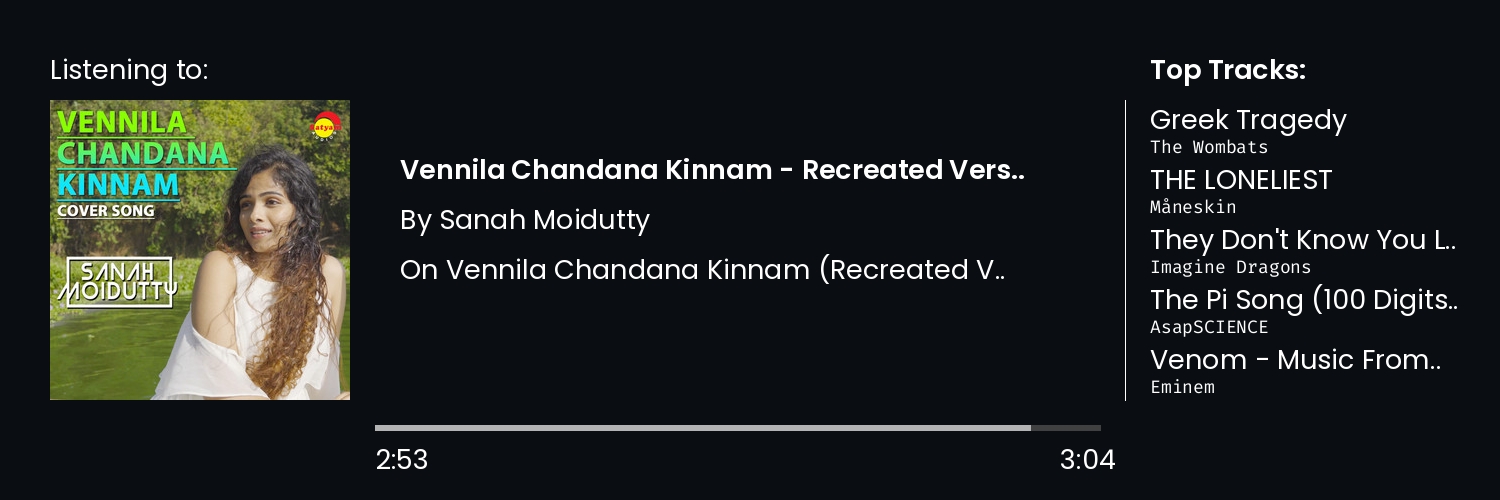 Listening to:
VENNILA
CHANDANA
KINNAM
COVER SONG
SANAH
MOIDUTTY
Vennila Chandana Kinnam - Recreated Vers..
By Sanah Moidutty
On Vennila Chandana Kinnam (Recreated V..
2:53
3:04
Top Tracks:
Greek Tragedy
The Wombats
THE LONELIEST
Måneskin
They Don't Know You L..
Imagine Dragons
The Pi Song (100 Digits..
AsapSCIENCE
Venom - Music From..
Eminem